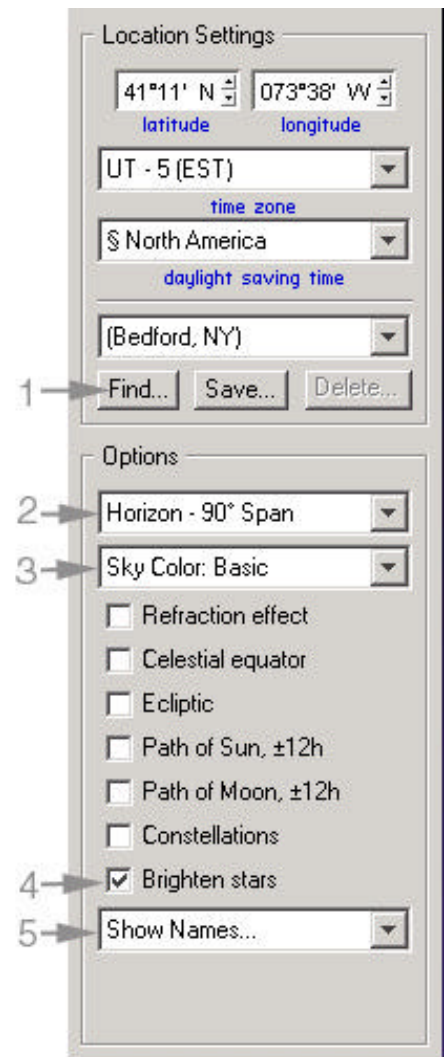 Location Settings
41°11' N 073°38' W
latitude longitude
UT - 5 (EST)
time zone
§ North America
daylight saving time
(Bedford, NY)
1 Find... Save... Delete...
Options
2 Horizon - 90° Span
3 Sky Color: Basic
Refraction effect
Celestial equator
Ecliptic
Path of Sun, ±12h
Path of Moon, ±12h
Constellations
4 Brighten stars
5 Show Names...